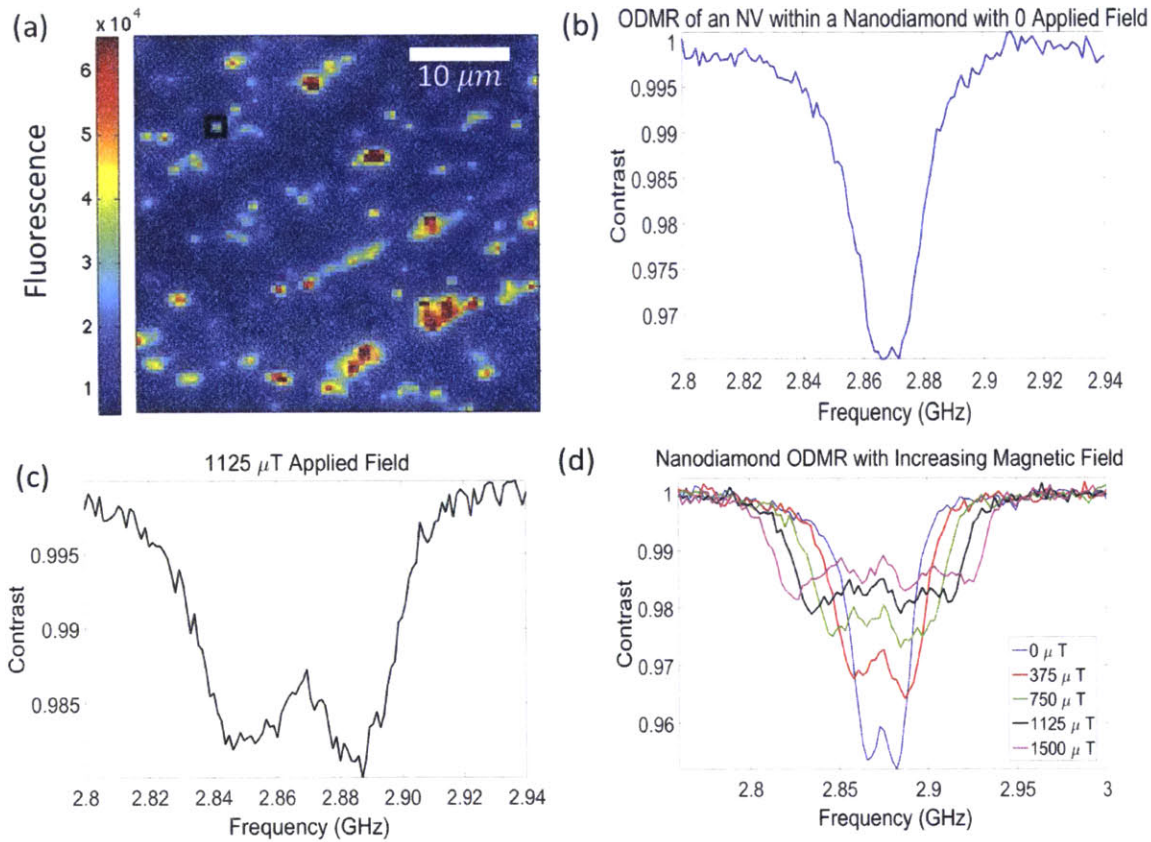 (a)
x 10⁴
6
5
4
3
2
1
Fluorescence
10 μm
(b)
ODMR of an NV within a Nanodiamond with 0 Applied Field
1
0.995
0.99
0.985
0.98
0.975
0.97
Contrast
2.8 2.82 2.84 2.86 2.88 2.9 2.92 2.94
Frequency (GHz)
(c)
1125 μT Applied Field
0.995
0.99
0.985
Contrast
2.8 2.82 2.84 2.86 2.88 2.90 2.92 2.94
Frequency (GHz)
(d)
Nanodiamond ODMR with Increasing Magnetic Field
1
0.99
0.98
0.97
0.96
Contrast
0 μ T
375 μ T
750 μ T
1125 μ T
1500 μ T
2.8 2.85 2.9 2.95 3
Frequency (GHz)